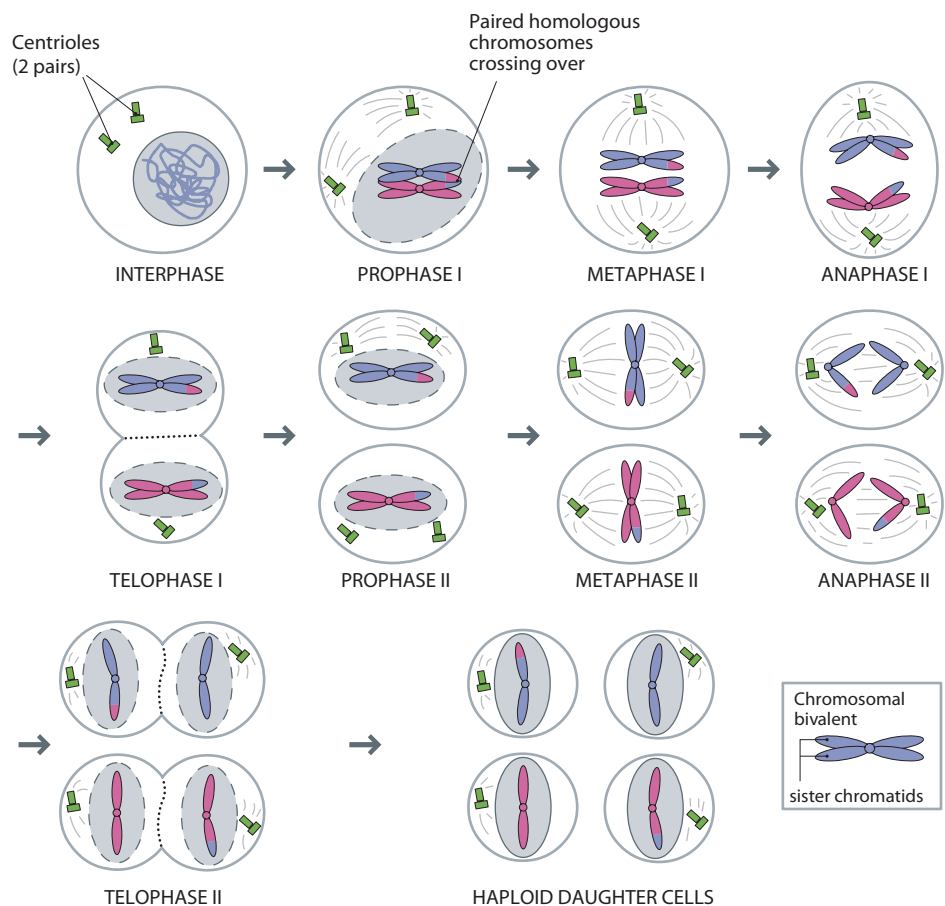 Centrioles
(2 pairs)
Paired homologous
chromosomes
crossing over
INTERPHASE
PROPHASE I
METAPHASE I
ANAPHASE I
TELOPHASE I
PROPHASE II
METAPHASE II
ANAPHASE II
TELOPHASE II
HAPLOID DAUGHTER CELLS
Chromosomal
bivalent
sister chromatids